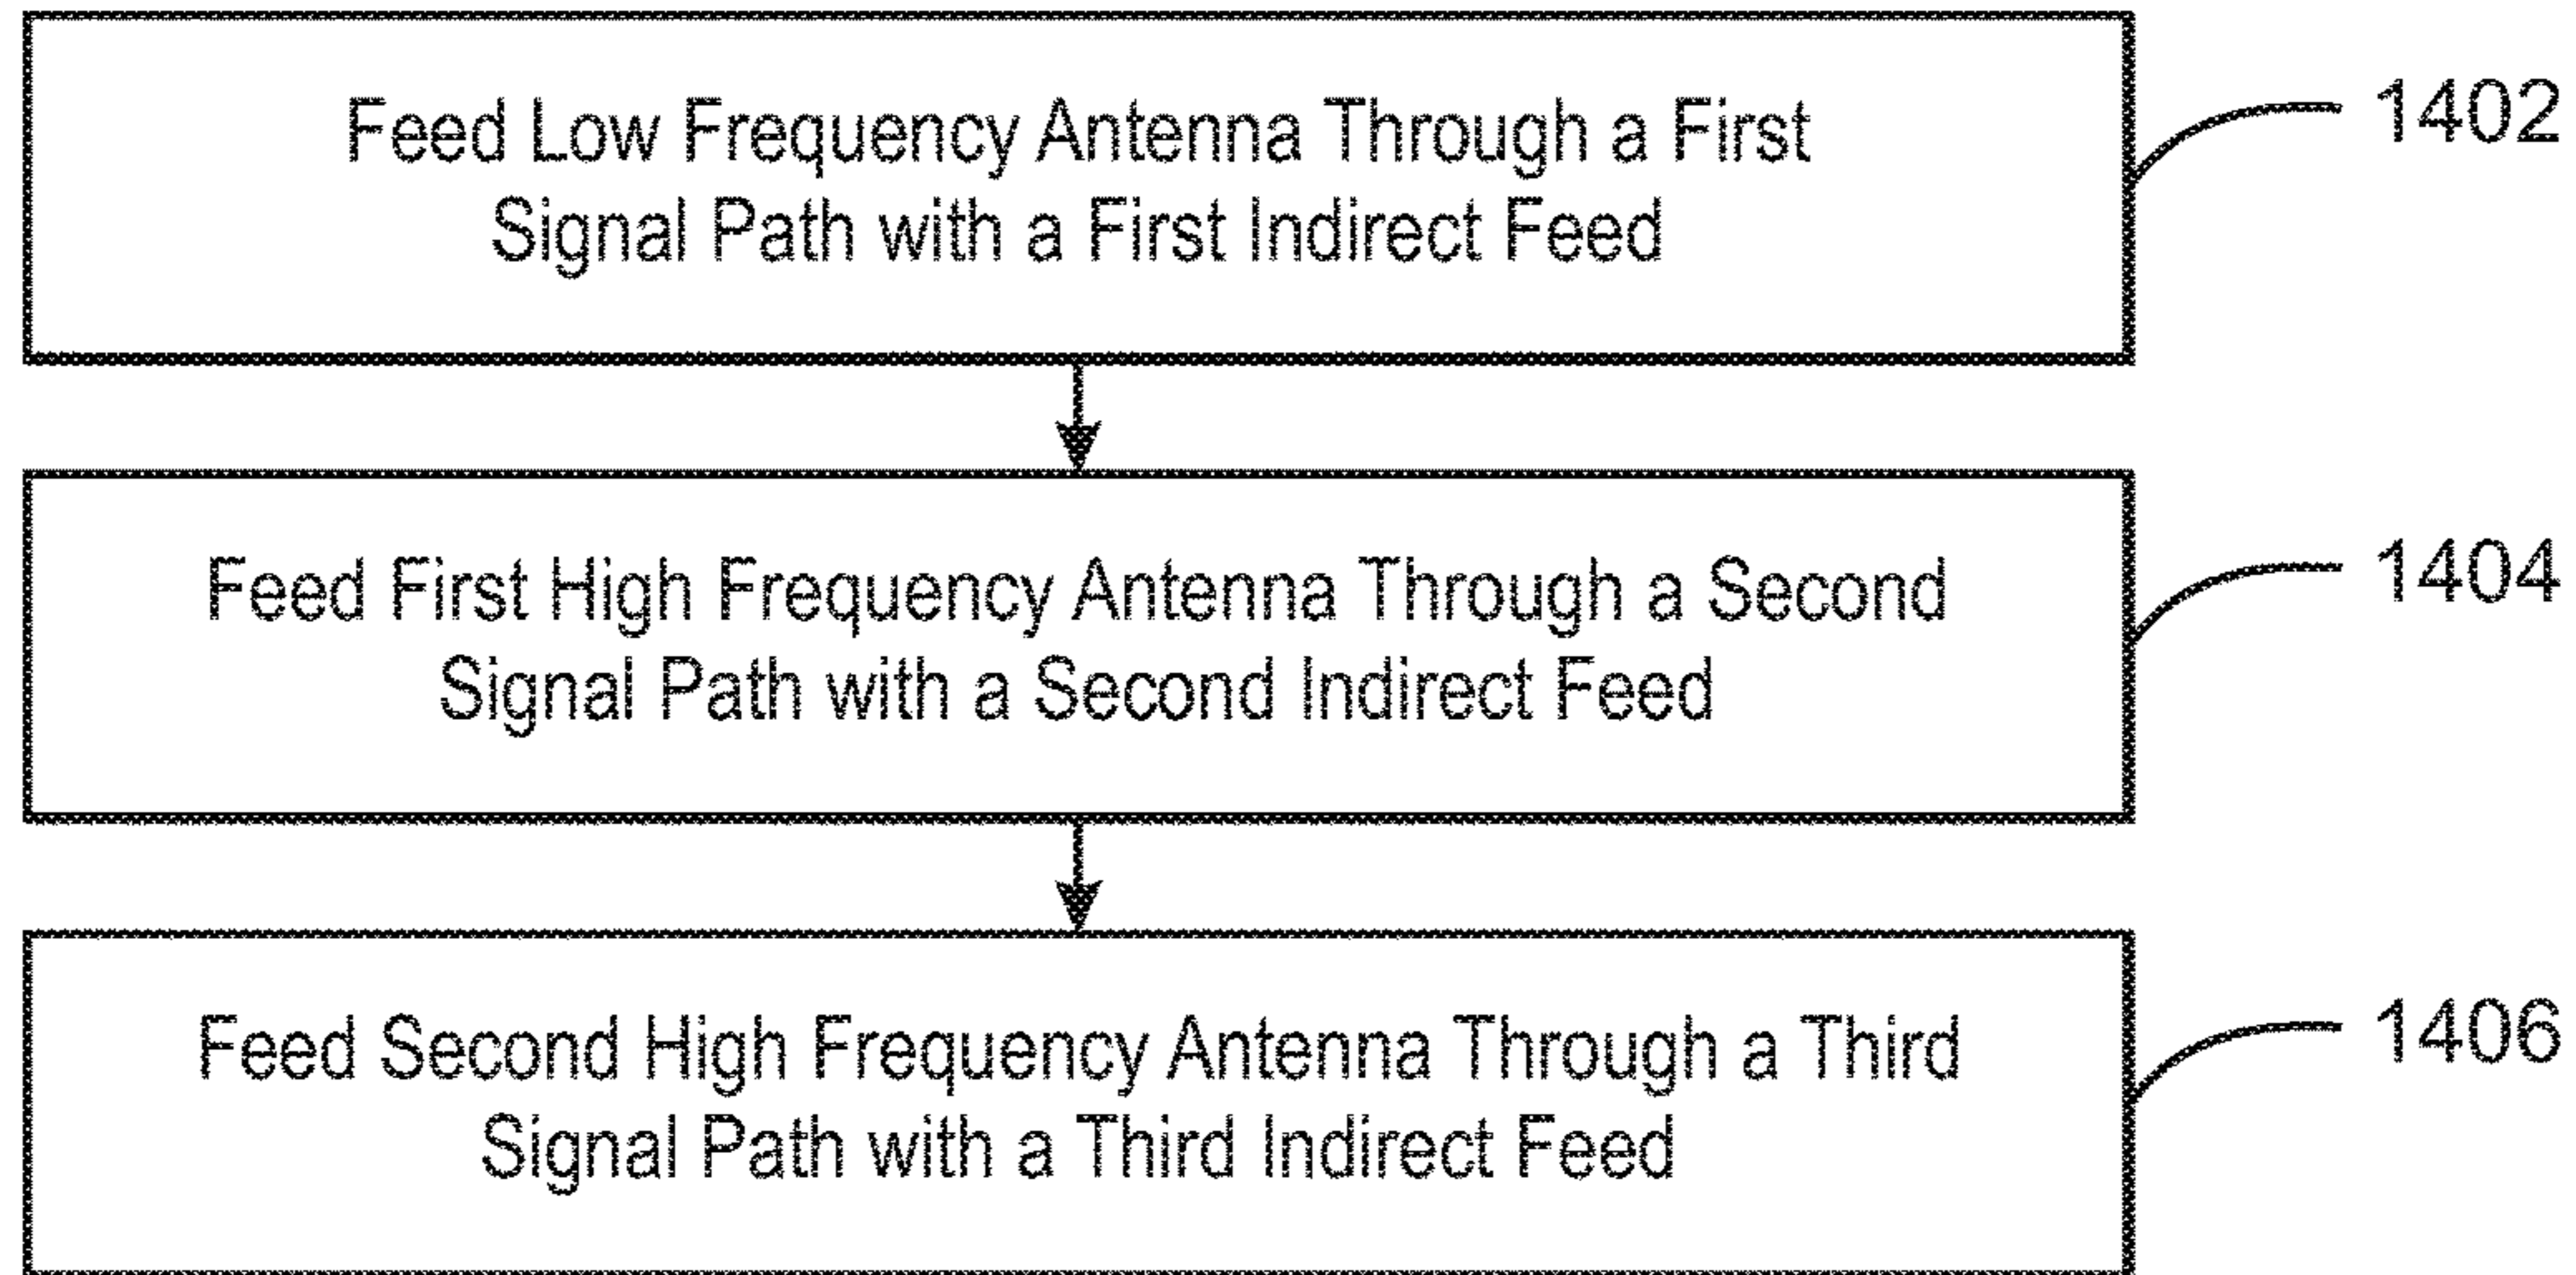 Feed Low Frequency Antenna Through a First
Signal Path with a First Indirect Feed
1402
Feed First High Frequency Antenna Through a Second
Signal Path with a Second Indirect Feed
1404
Feed Second High Frequency Antenna Through a Third
Signal Path with a Third Indirect Feed
1406